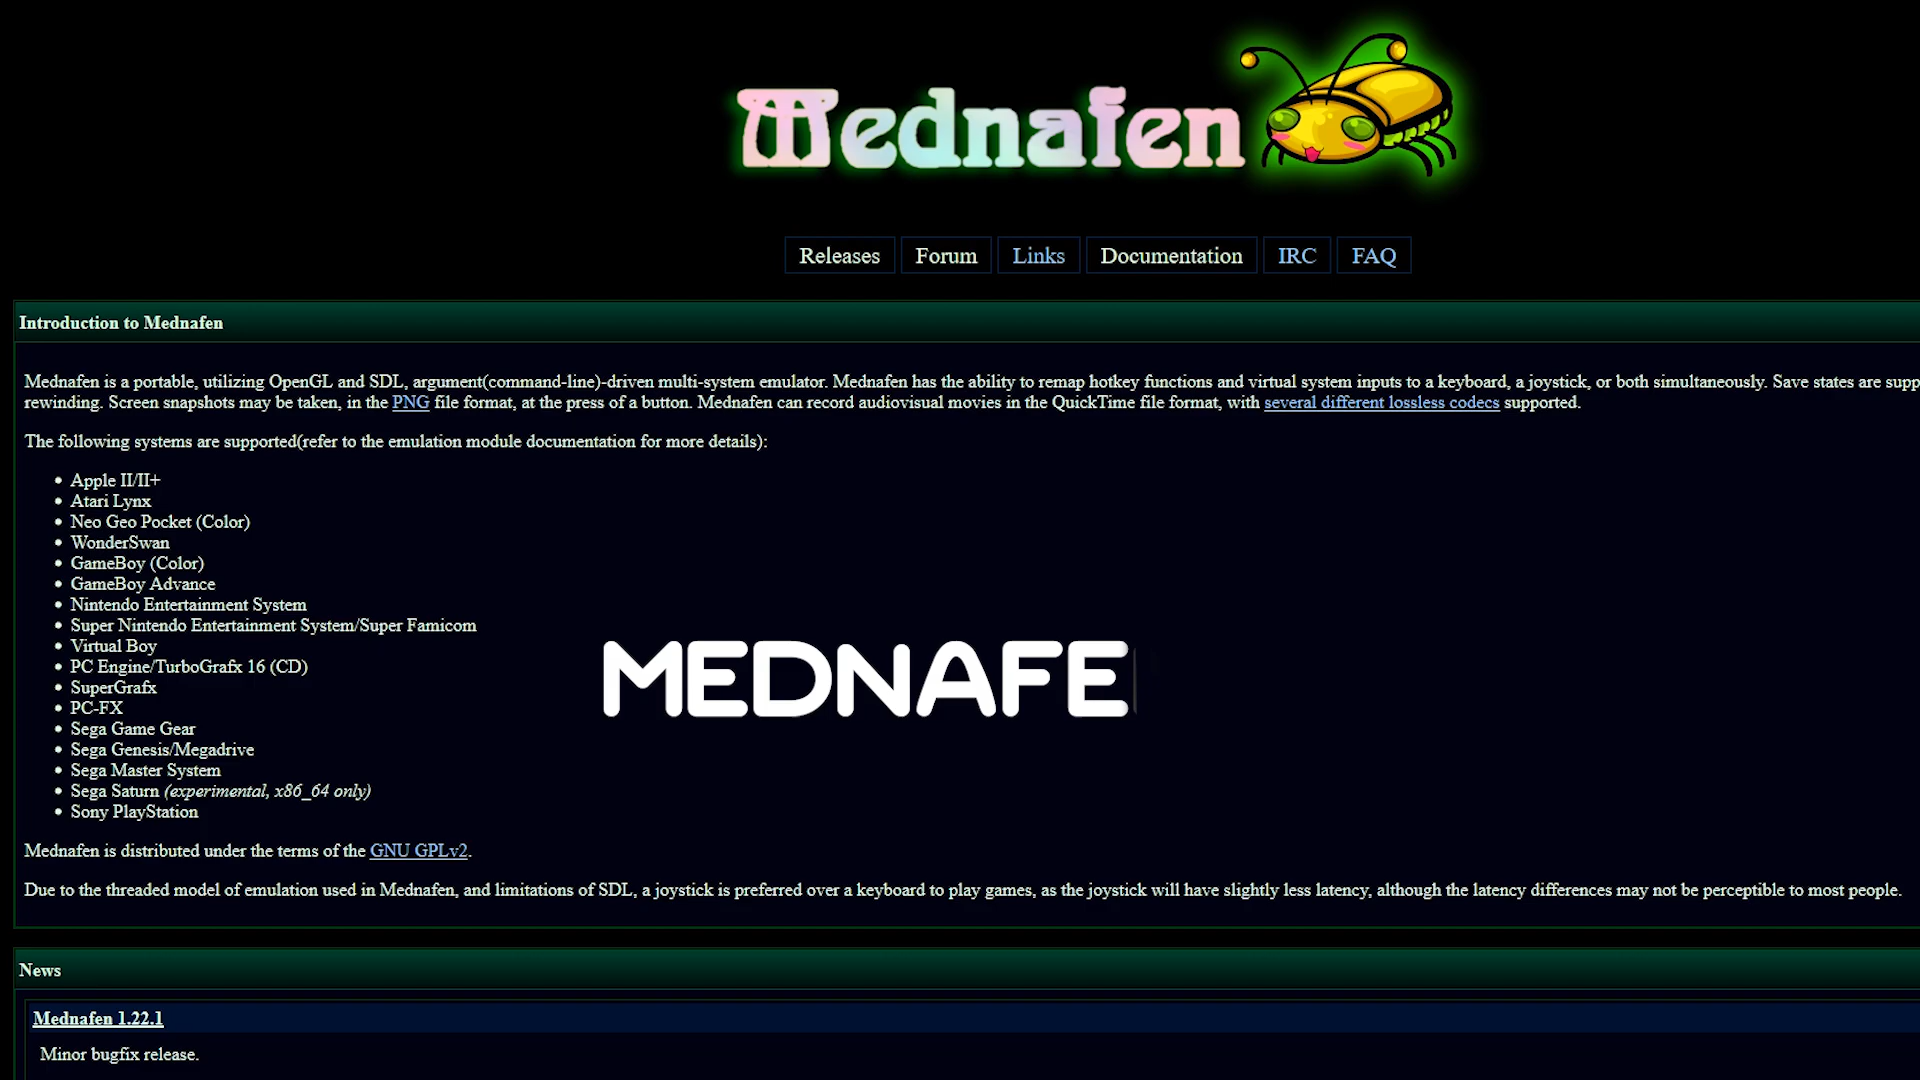 Mednafen
Releases Forum Links Documentation IRC FAQ
Introduction to Mednafen
Mednafen is a portable, utilizing OpenGL and SDL, argument(command-line)-driven multi-system emulator. Mednafen has the ability to remap hotkey functions and virtual system inputs to a keyboard, a joystick, or both simultaneously. Save states are supp
rewinding. Screen snapshots may be taken, in the PNG file format, at the press of a button. Mednafen can record audiovisual movies in the QuickTime file format, with several different lossless codecs supported.
The following systems are supported(refer to the emulation module documentation for more details):
• Apple II/II+
• Atari Lynx
• Neo Geo Pocket (Color)
• WonderSwan
• GameBoy (Color)
• GameBoy Advance
• Nintendo Entertainment System
• Super Nintendo Entertainment System/Super Famicom
• Virtual Boy
• PC Engine/TurboGrafx 16 (CD)
• SuperGrafx
• PC-FX
• Sega Game Gear
• Sega Genesis/Megadrive
• Sega Master System
• Sega Saturn (experimental, x86_64 only)
• Sony PlayStation
MEDNAFE
Mednafen is distributed under the terms of the GNU GPLv2.
Due to the threaded model of emulation used in Mednafen, and limitations of SDL, a joystick is preferred over a keyboard to play games, as the joystick will have slightly less latency, although the latency differences may not be perceptible to most people.
News
Mednafen 1.22.1
Minor bugfix release.